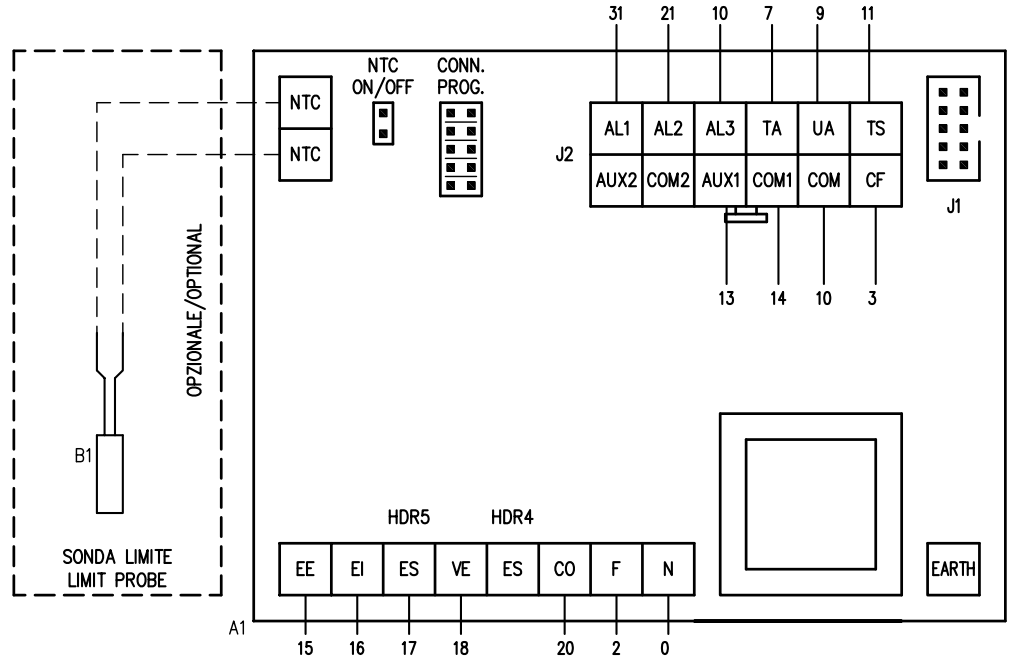 31 21 10 7 9 11
NTC
ON/OFF
CONN.
PROG.
NTC
NTC
J2
AL1 AL2 AL3 TA UA TS
AUX2 COM2 AUX1 COM1 COM CF
J1
13 14 10 3
OPZIONALE/OPTIONAL
B1
SONDA LIMITE
LIMIT PROBE
HDR5 HDR4
EE EI ES VE ES CO F N
EARTH
A1
15 16 17 18 20 2 0